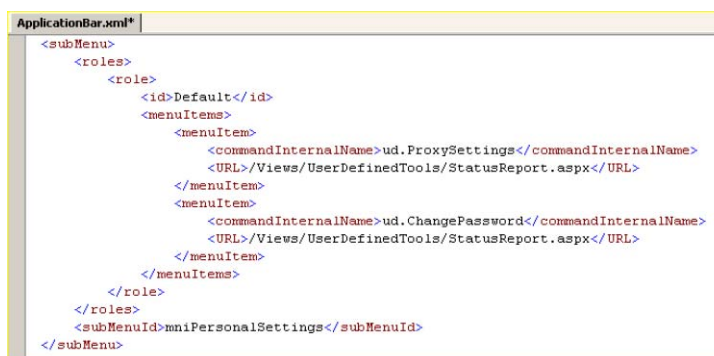 ApplicationBar.xml*
<subMenu>
<roles>
<role>
<id>Default</id>
<menuItems>
<menuItem>
<commandInternalName>ud.ProxySettings</commandInternalName>
<URL>/Views/UserDefinedTools/StatusReport.aspx</URL>
</menuItem>
<menuItem>
<commandInternalName>ud.ChangePassword</commandInternalName>
<URL>/Views/UserDefinedTools/StatusReport.aspx</URL>
</menuItem>
</menuItems>
</role>
</roles>
<subMenuId>mniPersonalSettings</subMenuId>
</subMenu>